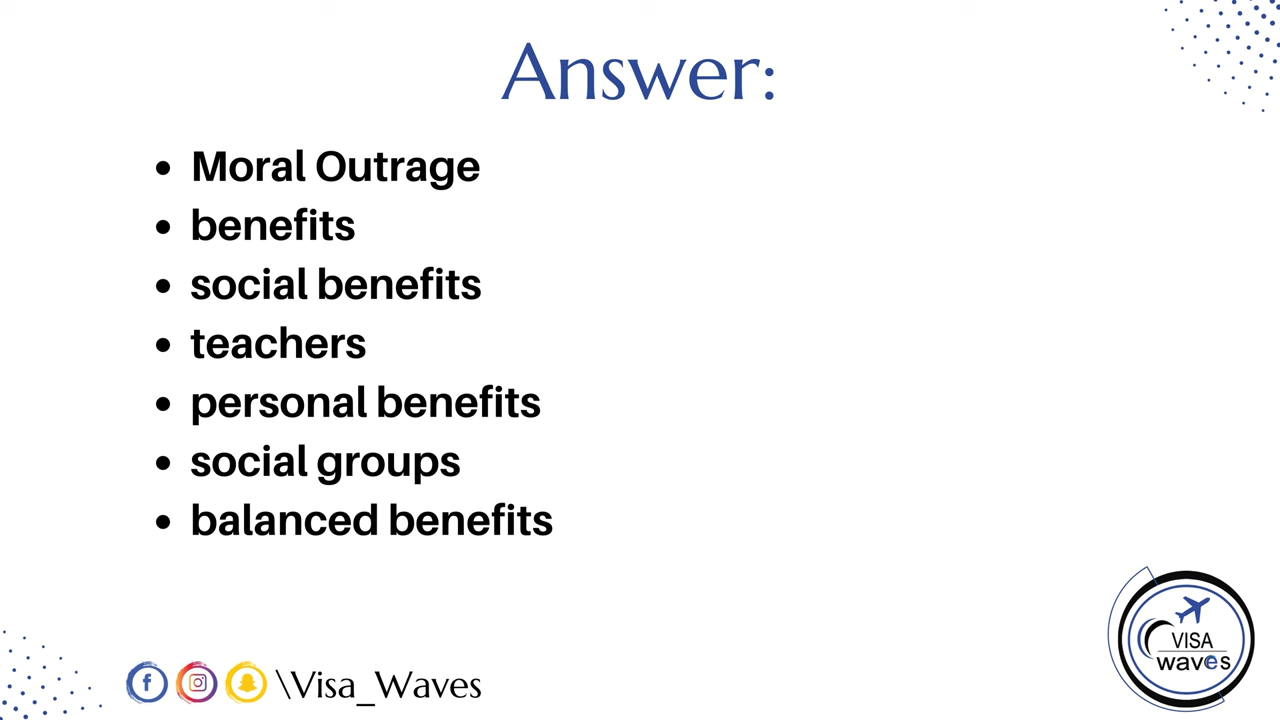 Answer:
• Moral Outrage
• benefits
• social benefits
• teachers
• personal benefits
• social groups
• balanced benefits
\Visa_Waves
VISA
waves